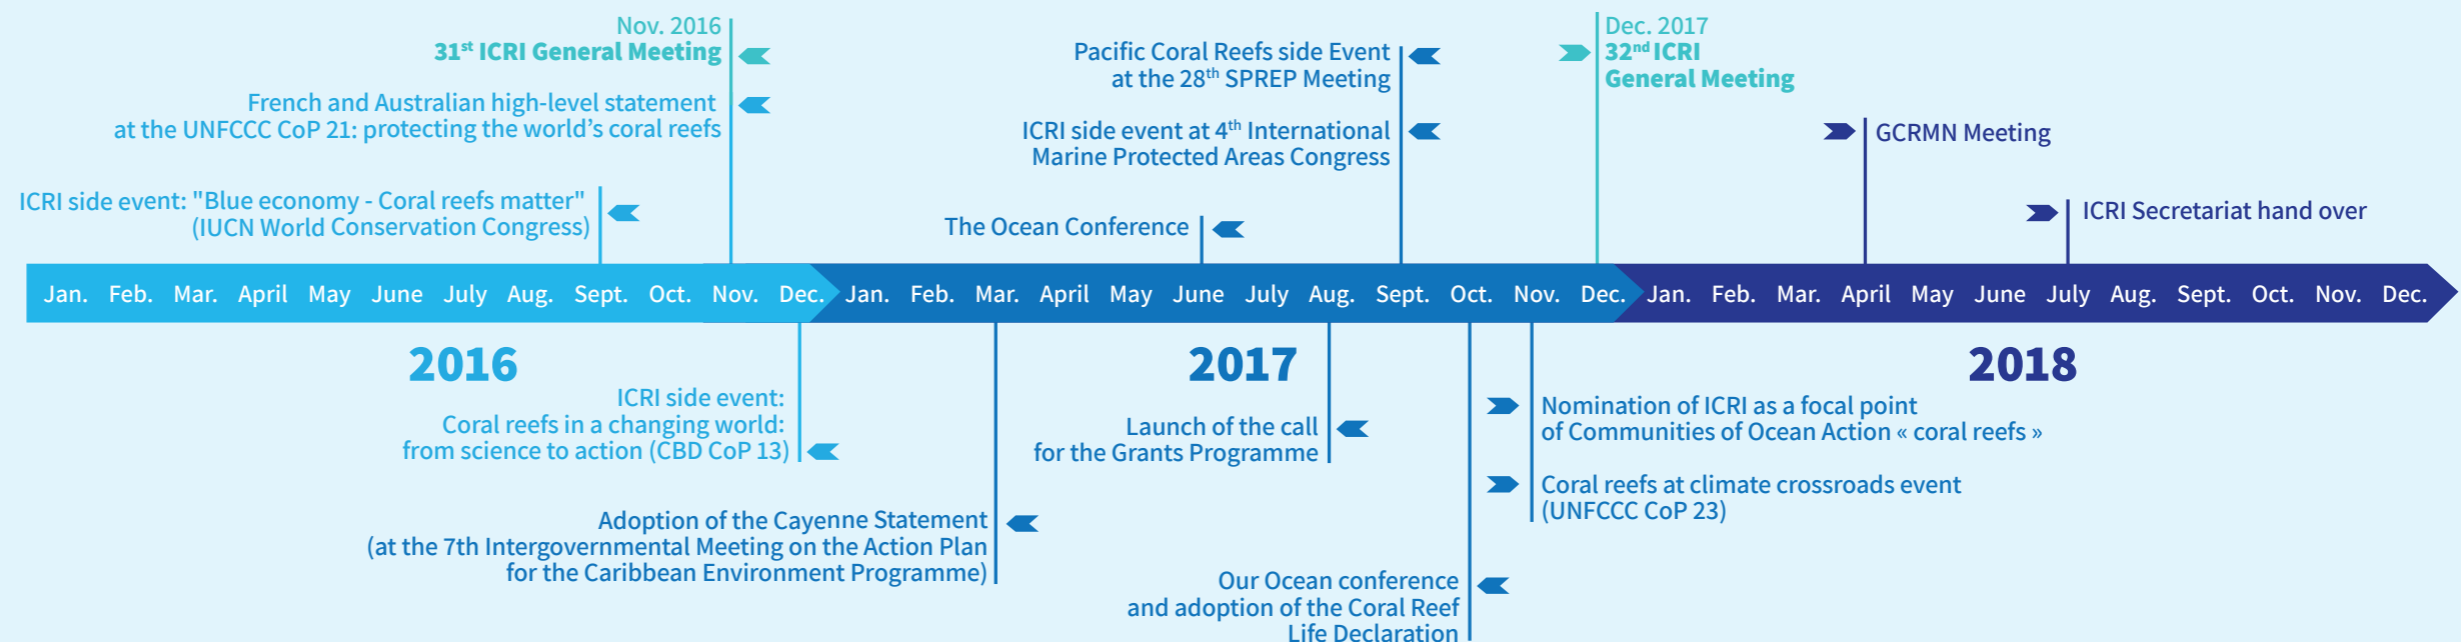 Nov. 2016
31st ICRI General Meeting
French and Australian high-level statement
at the UNFCCC CoP 21: protecting the world's coral reefs
ICRI side event: "Blue economy - Coral reefs matter"
(IUCN World Conservation Congress)
Pacific Coral Reefs side Event
at the 28th SPREP Meeting
ICRI side event at 4th International
Marine Protected Areas Congress
The Ocean Conference
Dec. 2017
32nd ICRI
General Meeting
GCRMN Meeting
ICRI Secretariat hand over
Jan. Feb. Mar. April May June July Aug. Sept. Oct. Nov. Dec. Jan. Feb. Mar. April May June July Aug. Sept. Oct. Nov. Dec. Jan. Feb. Mar. April May June July Aug. Sept. Oct. Nov. Dec.
2016
2017
2018
ICRI side event:
Coral reefs in a changing world:
from science to action (CBD CoP 13)
Adoption of the Cayenne Statement
(at the 7th Intergovernmental Meeting on the Action Plan
for the Caribbean Environment Programme)
Launch of the call
for the Grants Programme
Our Ocean conference
and adoption of the Coral Reef
Life Declaration
Nomination of ICRI as a focal point
of Communities of Ocean Action « coral reefs »
Coral reefs at climate crossroads event
(UNFCCC CoP 23)